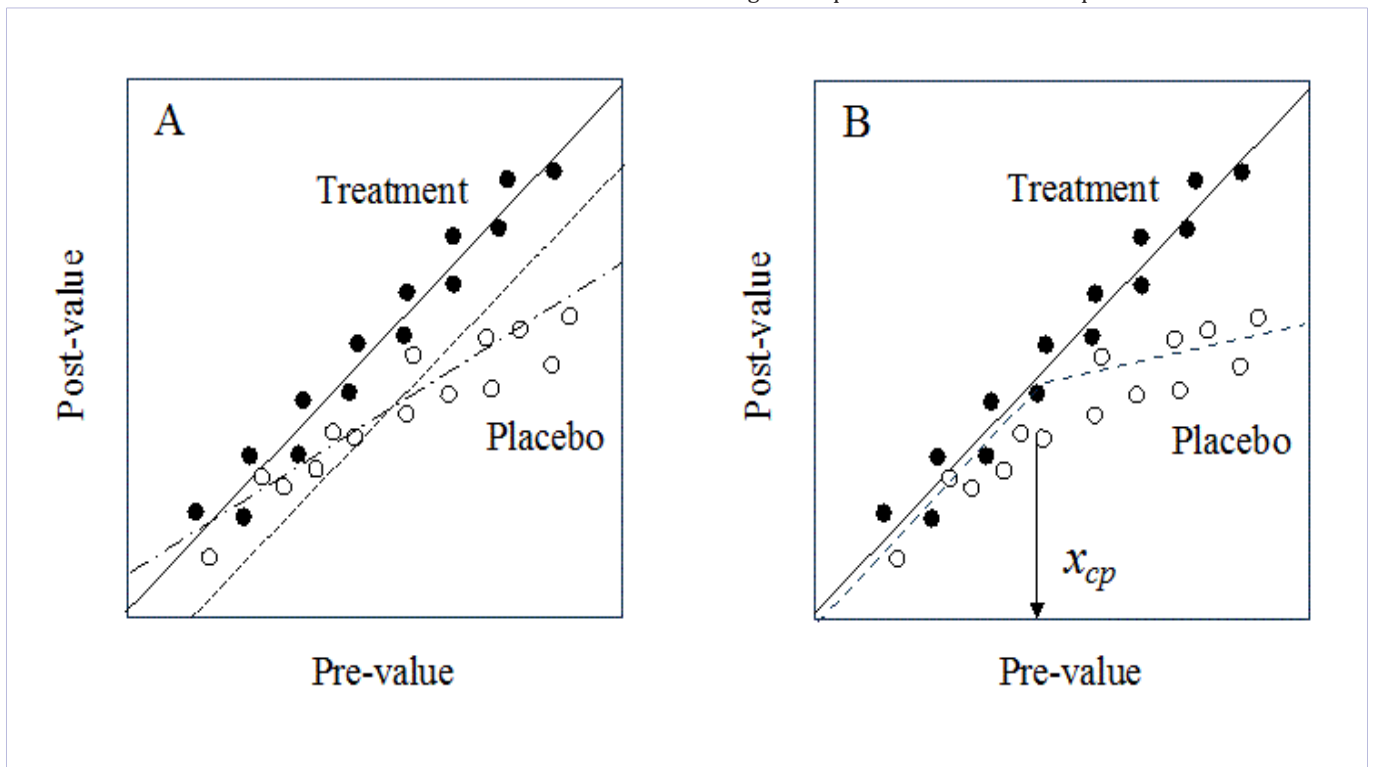 A
Treatment
Placebo
Post-value
Pre-value
B
Treatment
Placebo
x_cp
Post-value
Pre-value